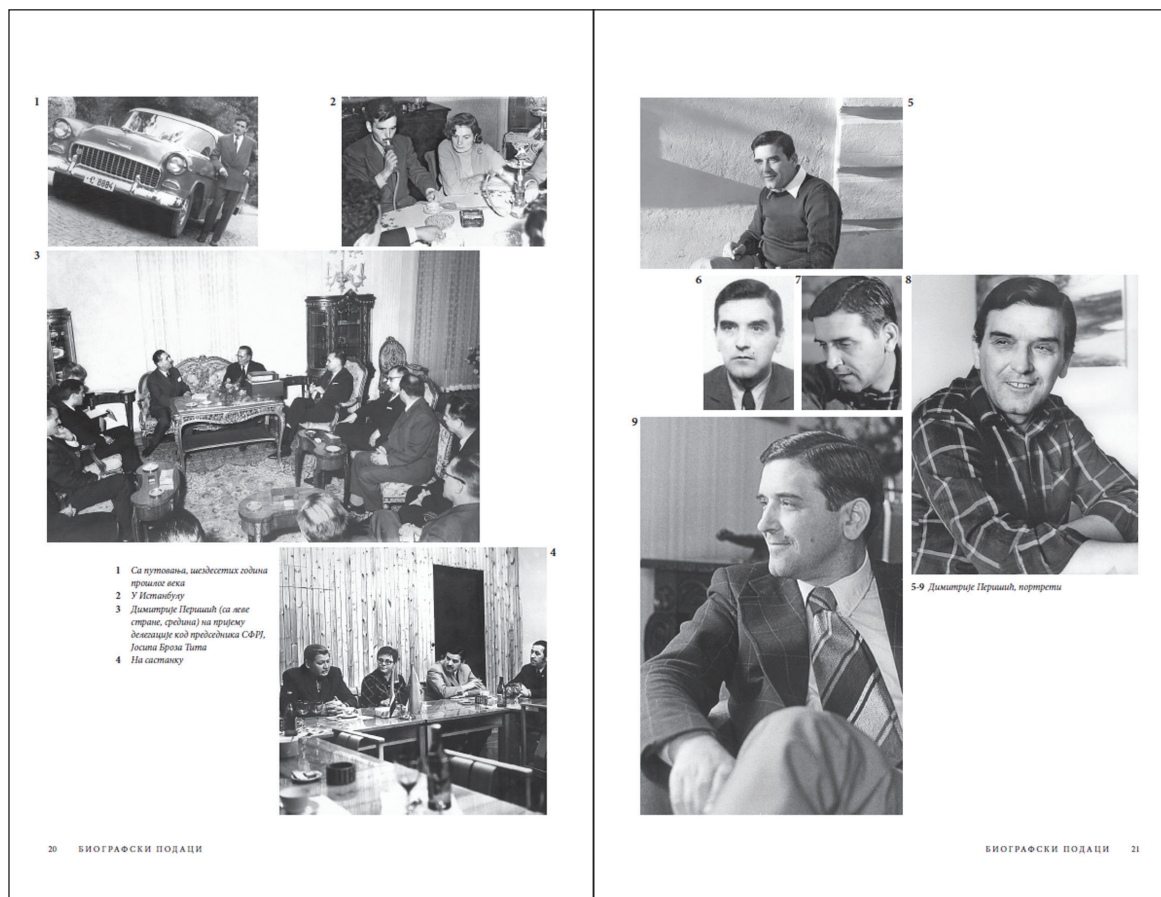 1
2
3
4
1 Са путовања, шездесетих година
прошлог века
2 У Истанбулу
3 Димитрије Перишић (са леве
стране, средина) на пријему
делегације код председника СФРЈ,
Јосипа Броза Тита
4 На састанку
20 БИОГРАФСКИ ПОДАЦИ
5
6
7
8
9
5-9 Димитрије Перишић, портрети
БИОГРАФСКИ ПОДАЦИ 21